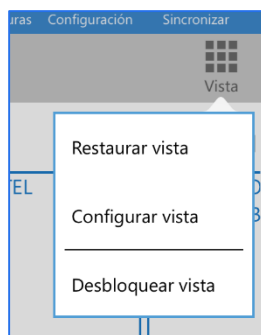 uras Configuración Sincronizar
Vista
Restaurar vista
TEL
Configurar vista
Desbloquear vista